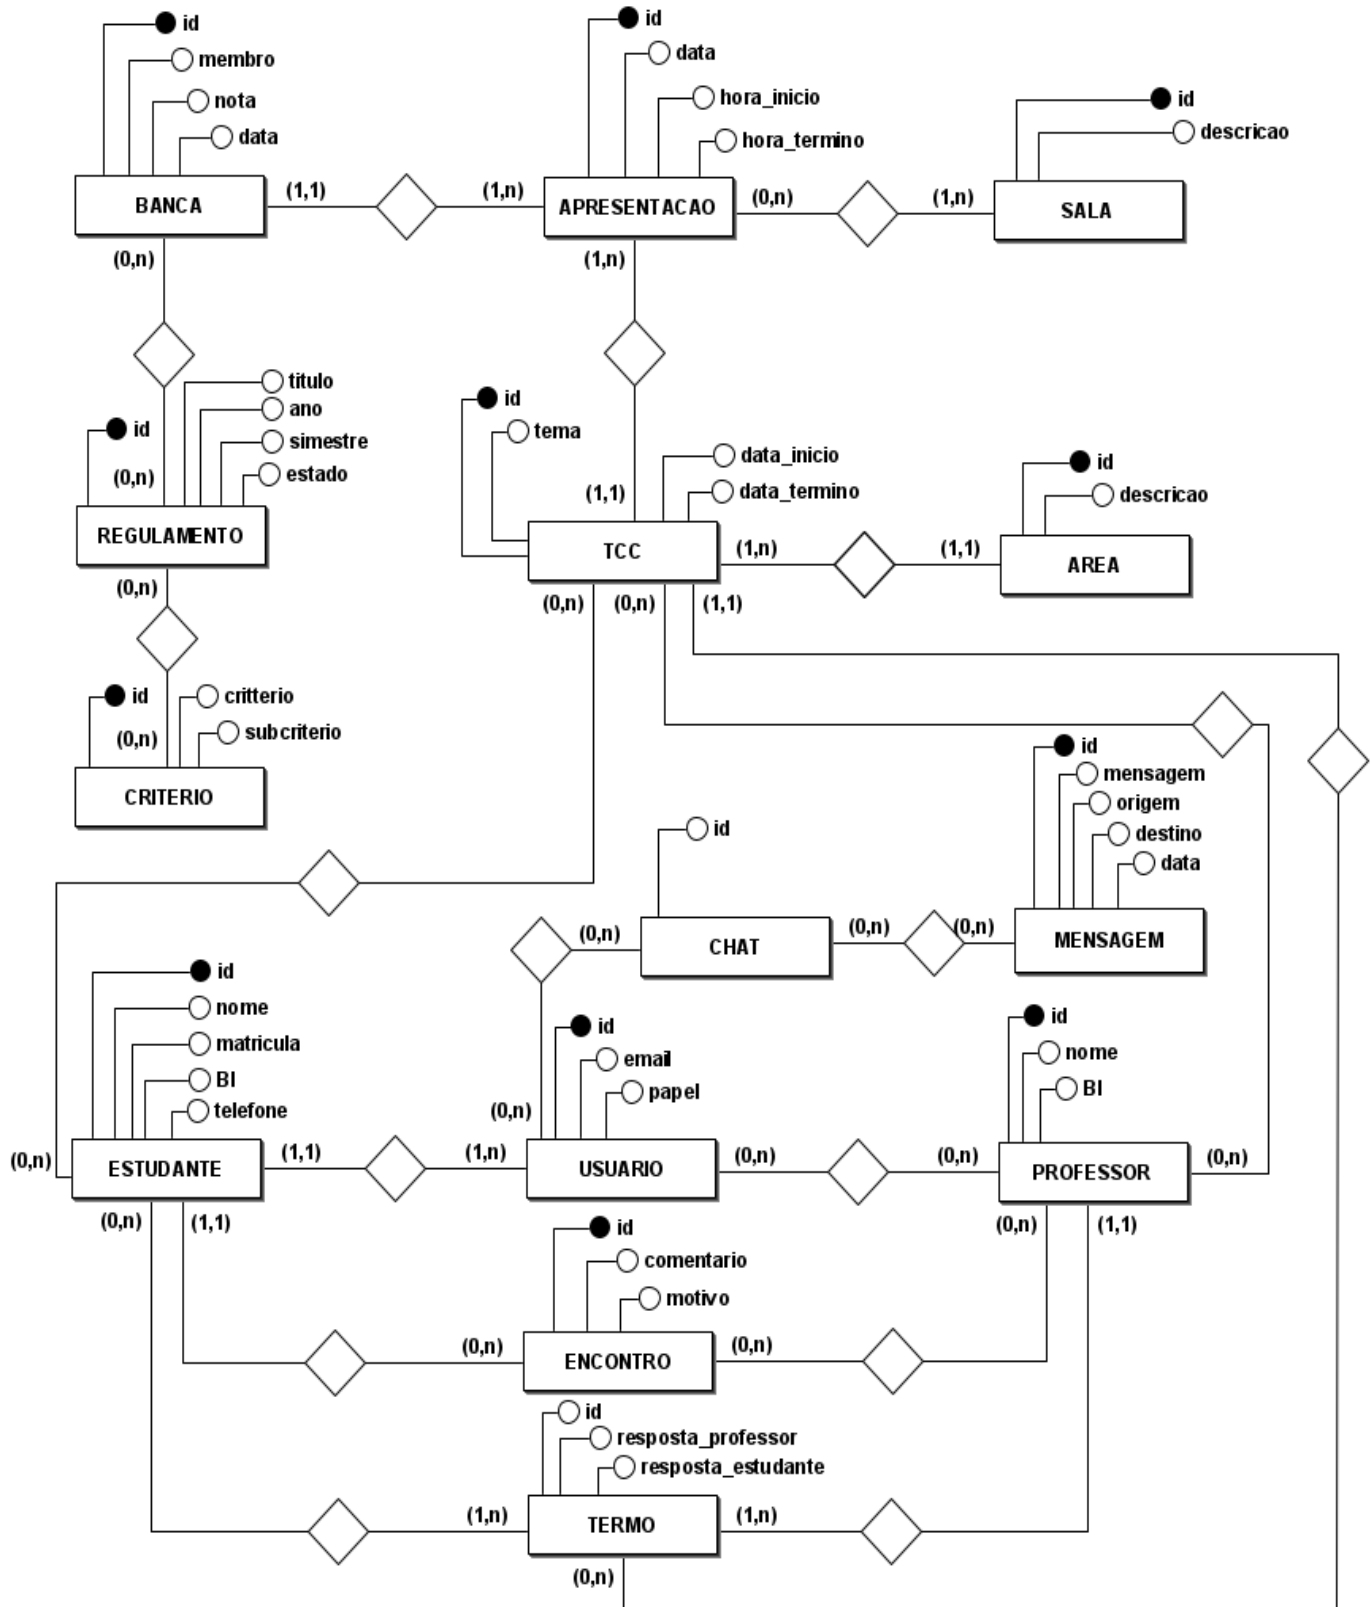 id
membro
nota
data
BANCA
(1,1)
(1,n)
id
data
hora_inicio
hora_termino
APRESENTACAO
(0,n)
(1,n)
id
descricao
SALA
(0,n)
(1,n)
titulo
ano
simestre
estado
id
(0,n)
REGULAMENTO
(0,n)
id
tema
data_inicio
data_termino
(1,1)
TCC
(1,n)
(1,1)
id
descricao
AREA
(0,n)
(0,n)
(1,1)
id
critterio
subcriterio
(0,n)
CRITERIO
id
mensagem
origem
destino
data
MENSAGEM
id
CHAT
(0,n)
(0,n)
(0,n)
id
nome
matricula
BI
telefone
(0,n)
ESTUDANTE
(1,1)
(1,n)
id
email
papel
(0,n)
USUARIO
(0,n)
(0,n)
id
nome
BI
PROFESSOR
(0,n)
(0,n)
(1,1)
(0,n)
(1,1)
id
comentario
motivo
(0,n)
ENCONTRO
(0,n)
id
resposta_professor
resposta_estudante
(1,n)
TERMO
(1,n)
(0,n)